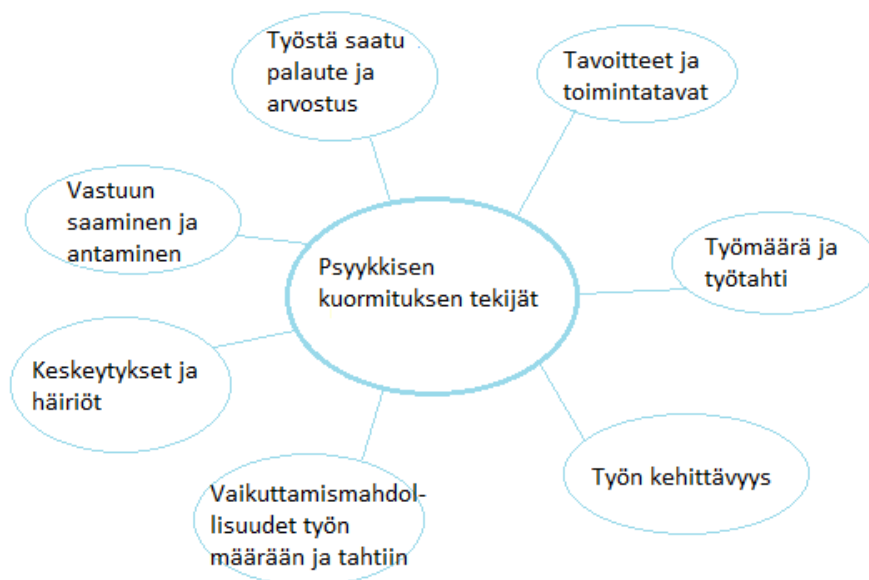 Työstä saatu
palaute ja
arvostus
Tavoitteet ja
toimintatavat
Vastuun
saaminen ja
antaminen
Työmäärä ja
työtahti
Psyykkisen
kuormituksen tekijät
Keskeytykset ja
häiriöt
Vaikuttamismahdol-
lisuudet työn
määrään ja tahtiin
Työn kehittävyys